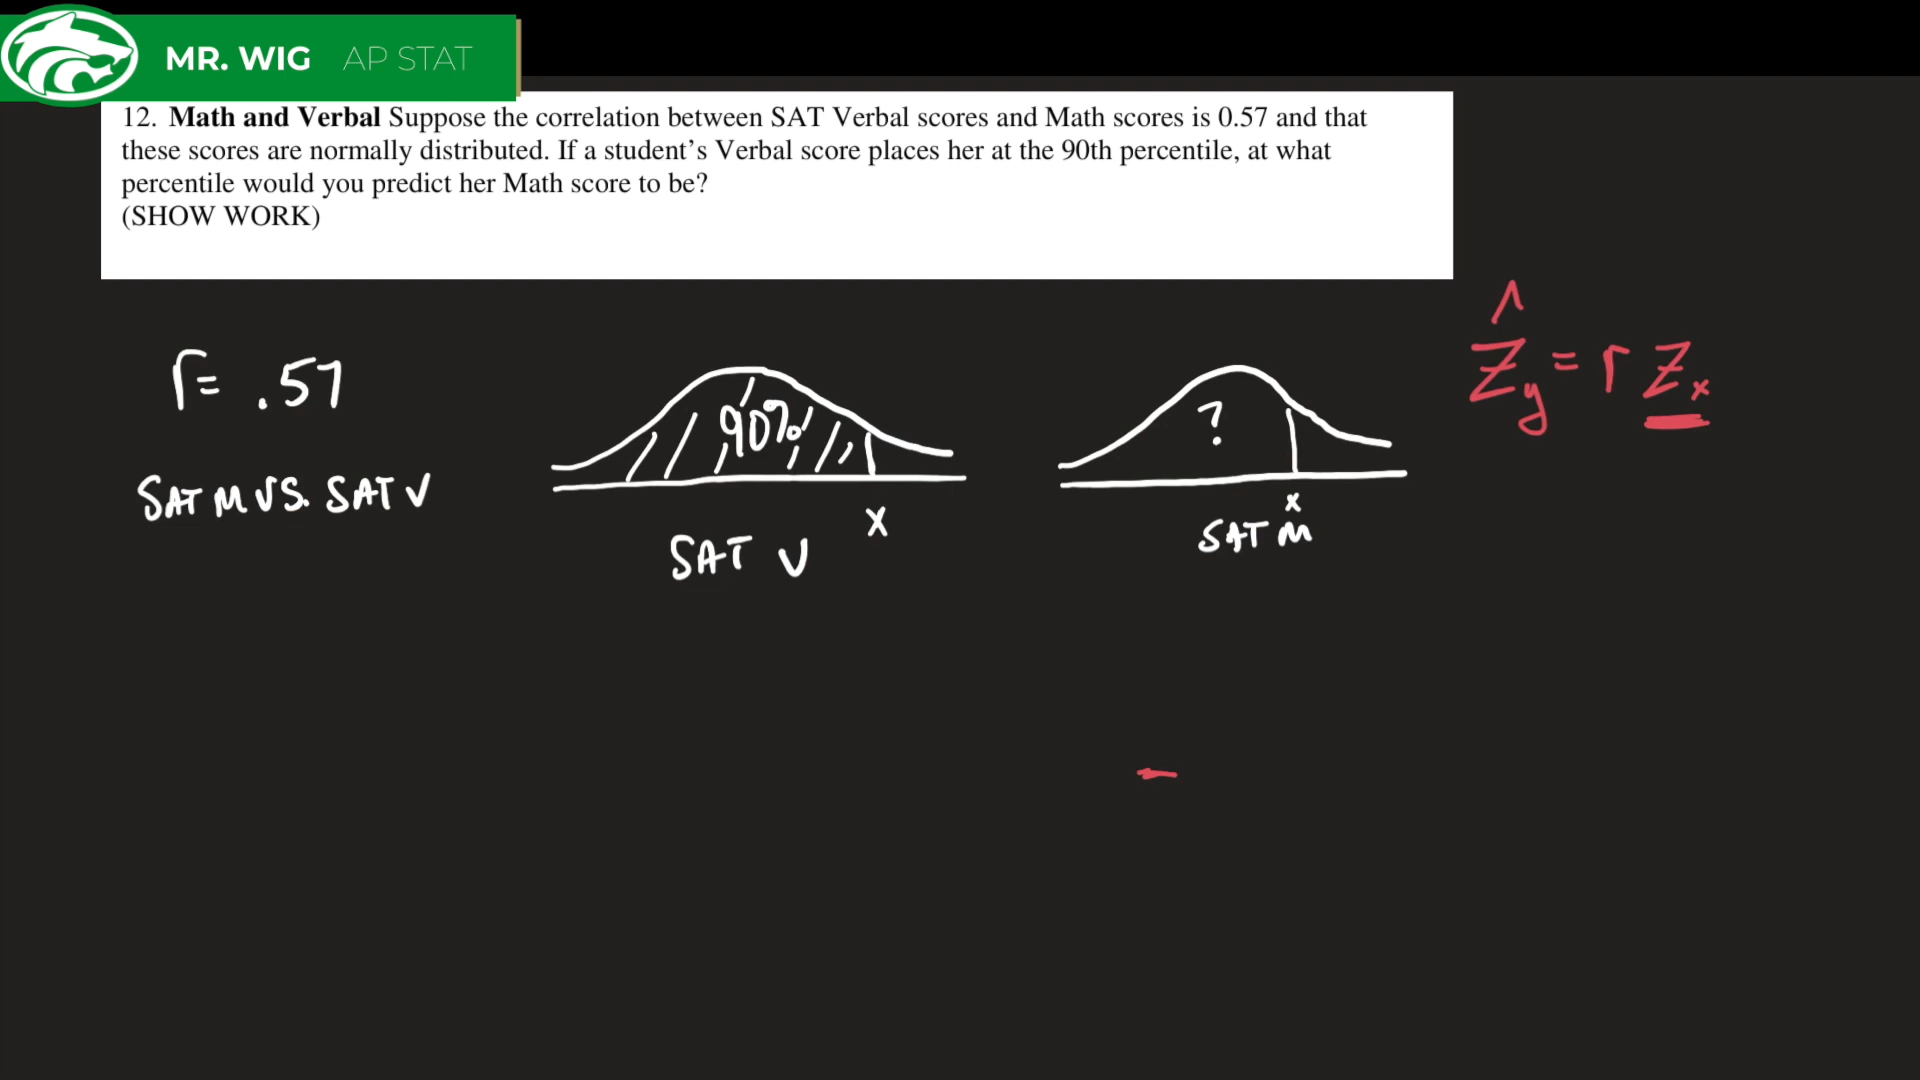 MR. WIG AP STAT
12. Math and Verbal Suppose the correlation between SAT Verbal scores and Math scores is 0.57 and that
these scores are normally distributed. If a student’s Verbal score places her at the 90th percentile, at what
percentile would you predict her Math score to be?
(SHOW WORK)
r= .57
SAT M VS. SAT V
90%
x
SAT V
?
x
SAT M
ẑy = r zx